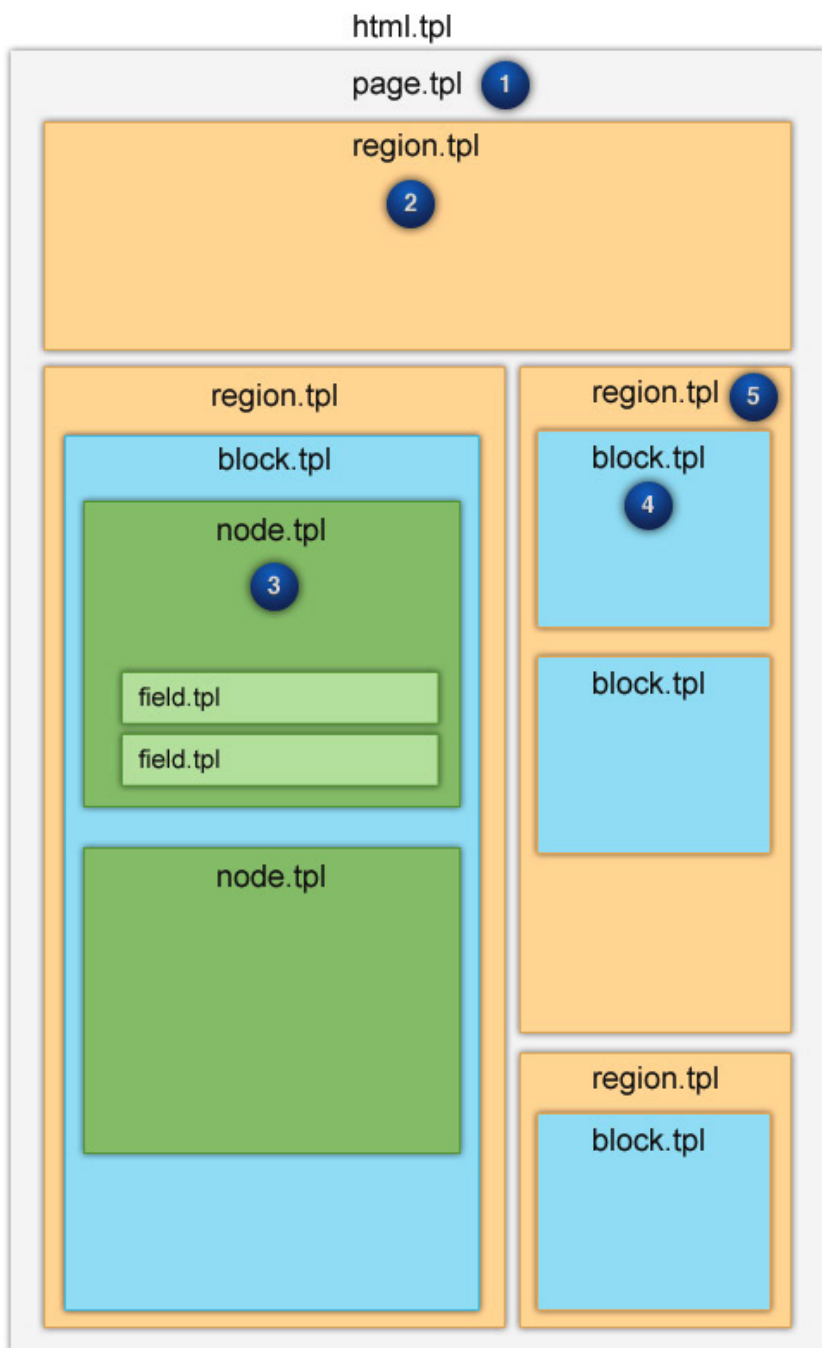 html.tpl
page.tpl 1
region.tpl
2
region.tpl
block.tpl
node.tpl
3
field.tpl
field.tpl
node.tpl
region.tpl 5
block.tpl
4
block.tpl
region.tpl
block.tpl